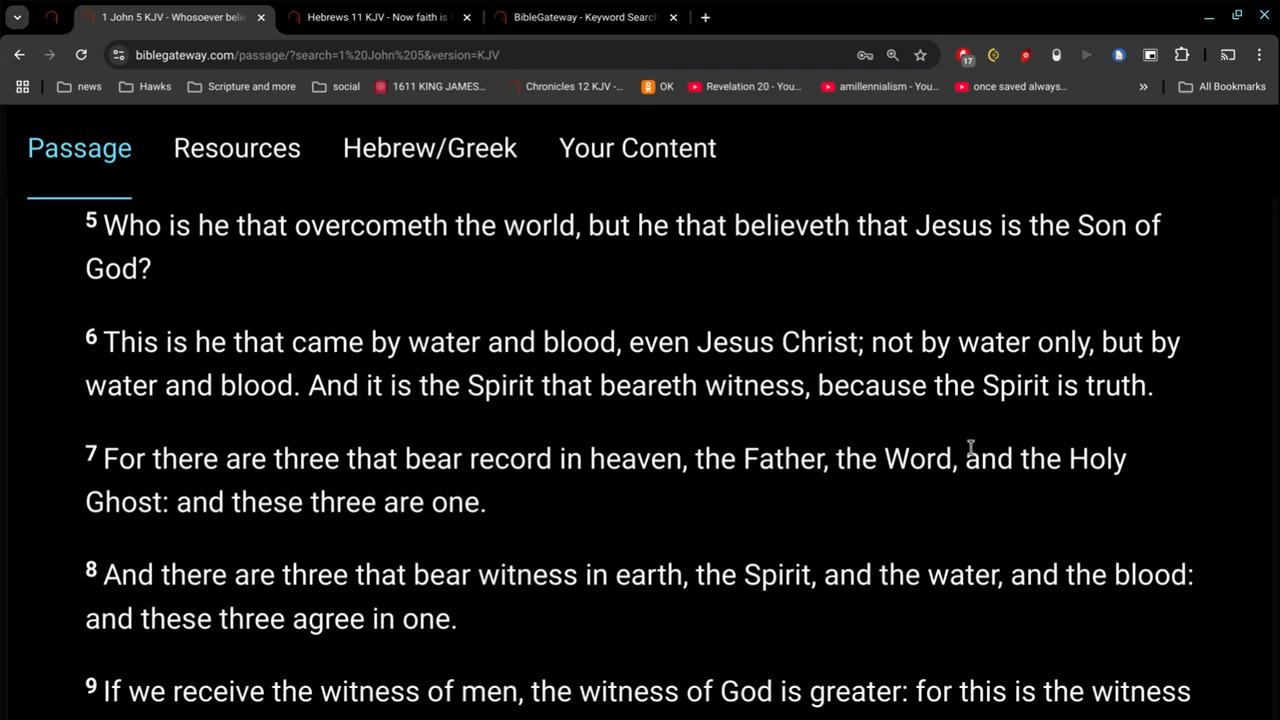 1 John 5 KJV - Whosoever beli
Hebrews 11 KJV - Now faith is
BibleGateway - Keyword Search
biblegateway.com/passage/?search=1%20John%205&version=KJV
17
news
Hawks
Scripture and more
social
1611 KING JAMES...
Chronicles 12 KJV -...
OK
Revelation 20 - You...
amillennialism - You...
once saved always...
»
All Bookmarks
Passage Resources Hebrew/Greek Your Content
5 Who is he that overcometh the world, but he that believeth that Jesus is the Son of
God?
6 This is he that came by water and blood, even Jesus Christ; not by water only, but by
water and blood. And it is the Spirit that beareth witness, because the Spirit is truth.
7 For there are three that bear record in heaven, the Father, the Word, and the Holy
Ghost: and these three are one.
8 And there are three that bear witness in earth, the Spirit, and the water, and the blood:
and these three agree in one.
9 If we receive the witness of men, the witness of God is greater: for this is the witness